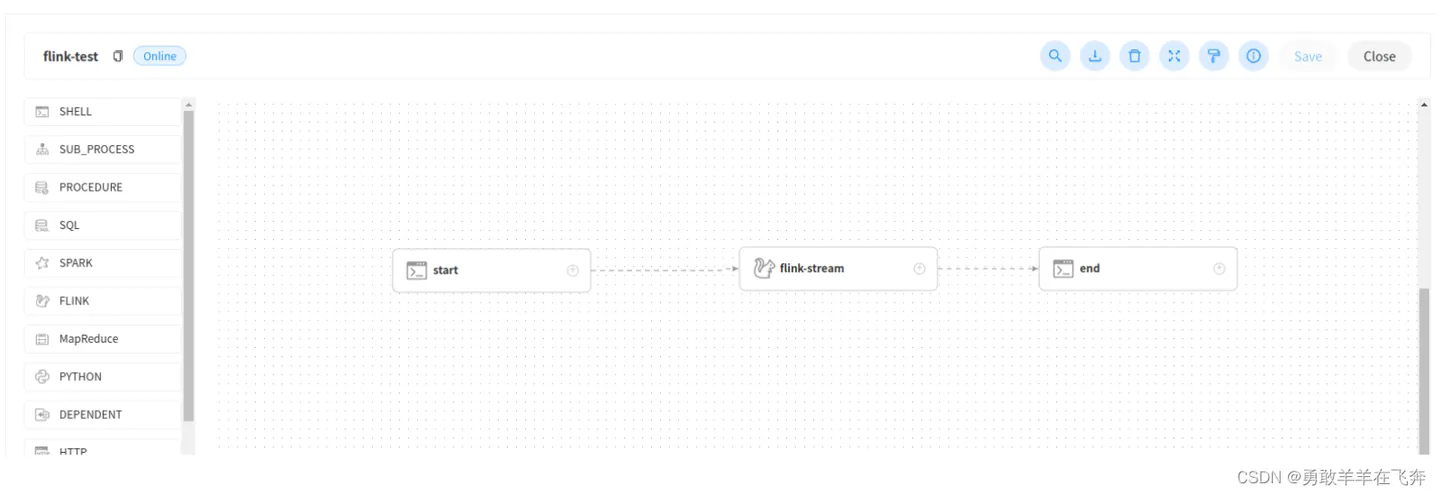 flink-test Online Save Close
SHELL
SUB_PROCESS
PROCEDURE
SQL
SPARK
FLINK
MapReduce
PYTHON
DEPENDENT
HTTP
start flink-stream end
CSDN @勇敢羊羊在飞奔